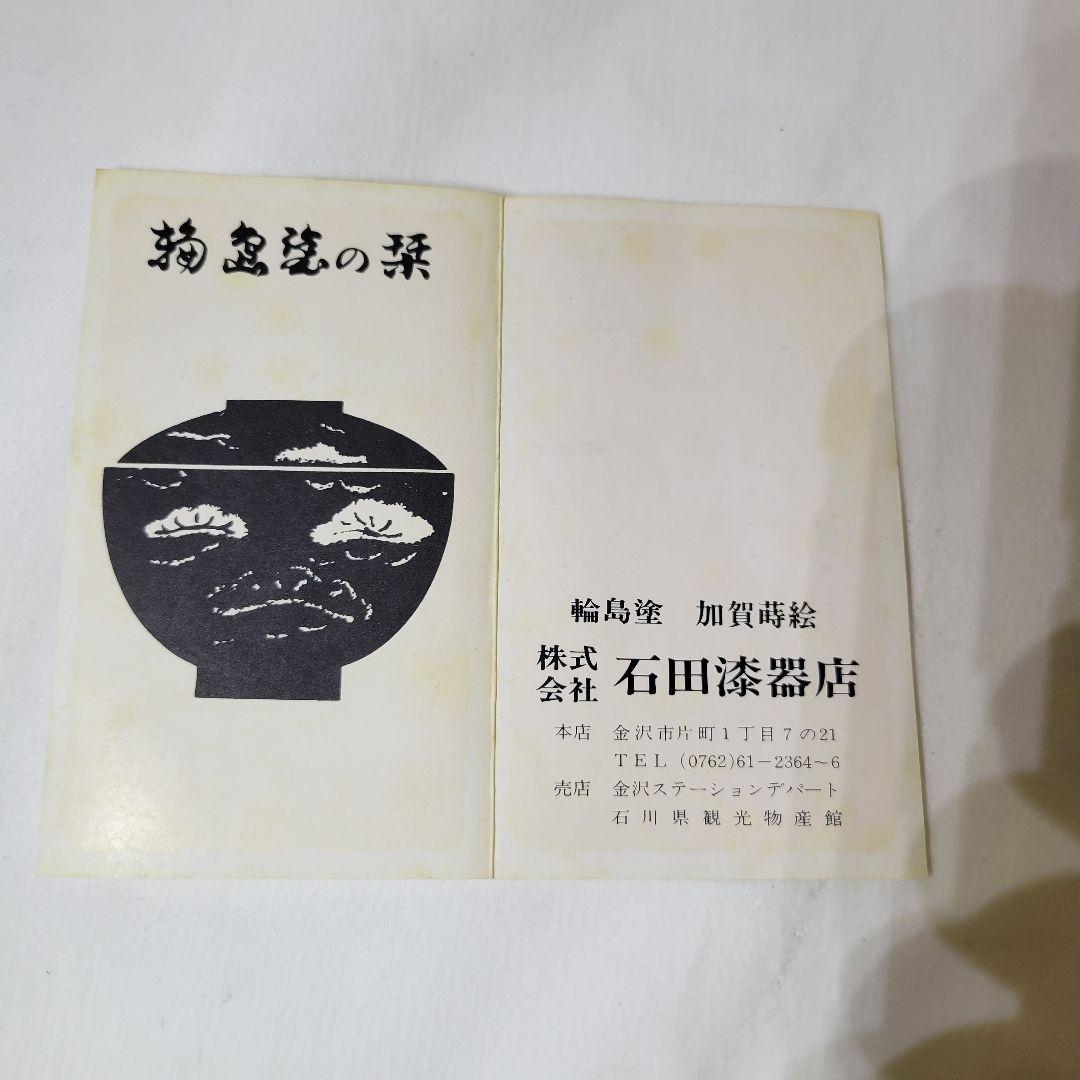 輪島塗の栞
輪島塗 加賀蒔絵
株式会社 石田漆器店
本店 金沢市片町1丁目7の21
TEL (0762)61-2364~6
売店 金沢ステーションデパート
石川県観光物産館